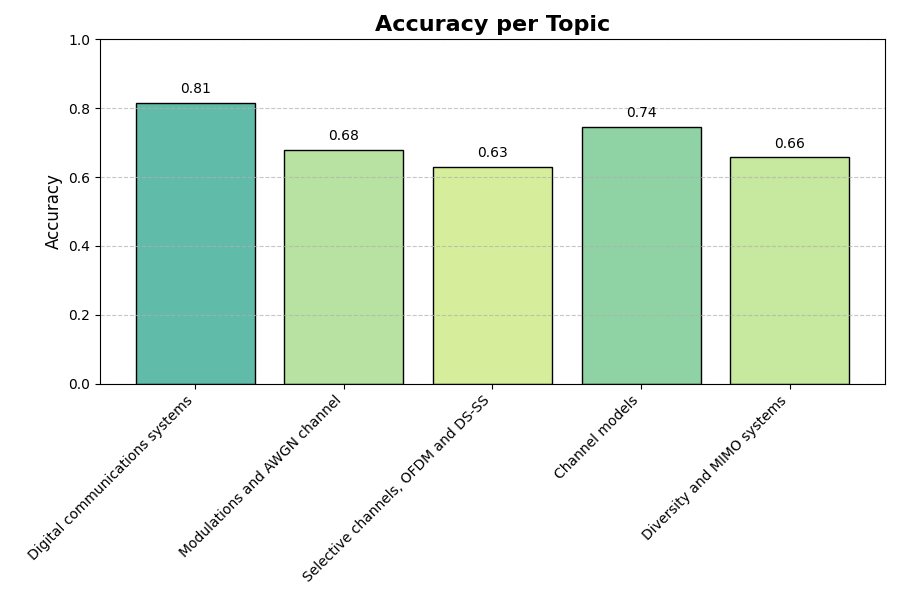 Accuracy per Topic
1.0
0.8
0.6
0.4
0.2
0.0
Accuracy
0.81
0.68
0.63
0.74
0.66
Digital communications systems
Modulations and AWGN channel
Selective channels, OFDM and DS-SS
Channel models
Diversity and MIMO systems